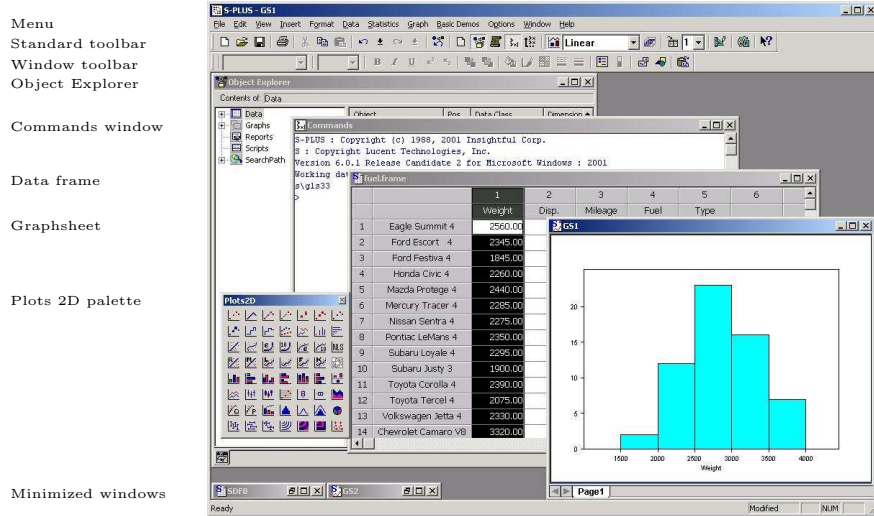 S-PLUS - GS1
Menu
File Edit View Insert Format Data Statistics Graph Basic Demos Options Window Help
Standard toolbar
Linear 1
Window toolbar
B I U x² x₂
Object Explorer
Object Explorer
Contents of: Data
Data
Graphs
Reports
Scripts
SearchPath
Object Pos. Data Class Dimension
Commands window
Commands
S-PLUS : Copyright (c) 1988, 2001 Insightful Corp.
S : Copyright Lucent Technologies, Inc.
Version 6.0.1 Release Candidate 2 for Microsoft Windows : 2001
Working dat
s\gls33
>
Data frame
fuel.frame
1 2 3 4 5 6
Weight Disp. Mileage Fuel Type
1 Eagle Summit 4 2560.00
2 Ford Escort 4 2345.00
3 Ford Festiva 4 1845.00
4 Honda Civic 4 2260.00
5 Mazda Protege 4 2440.00
6 Mercury Tracer 4 2285.00
7 Nissan Sentra 4 2275.00
8 Pontiac LeMans 4 2350.00
9 Subaru Loyale 4 2295.00
10 Subaru Justy 3 1900.00
11 Toyota Corolla 4 2390.00
12 Toyota Tercel 4 2075.00
13 Volkswagen Jetta 4 2330.00
14 Chevrolet Camaro V8 3320.00
Graphsheet
GS1
20
15
10
5
0
1500 2000 2500 3000 3500 4000
Weight
Page1
Plots 2D palette
Plots2D
NLS
Minimized windows
SDF8
GS2
Ready
Modified NUM